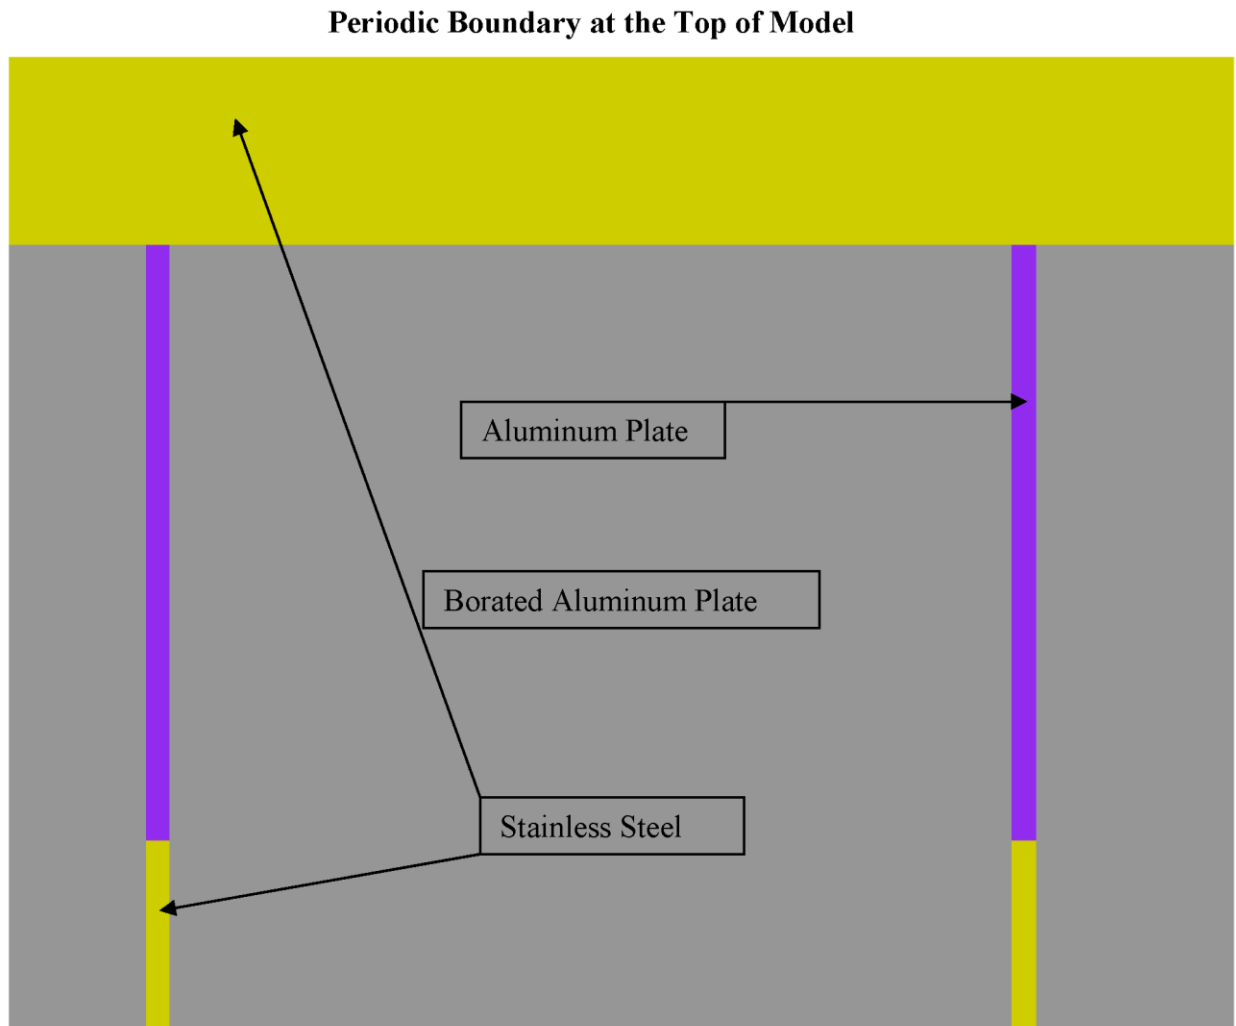 Periodic Boundary at the Top of Model
Aluminum Plate
Borated Aluminum Plate
Stainless Steel